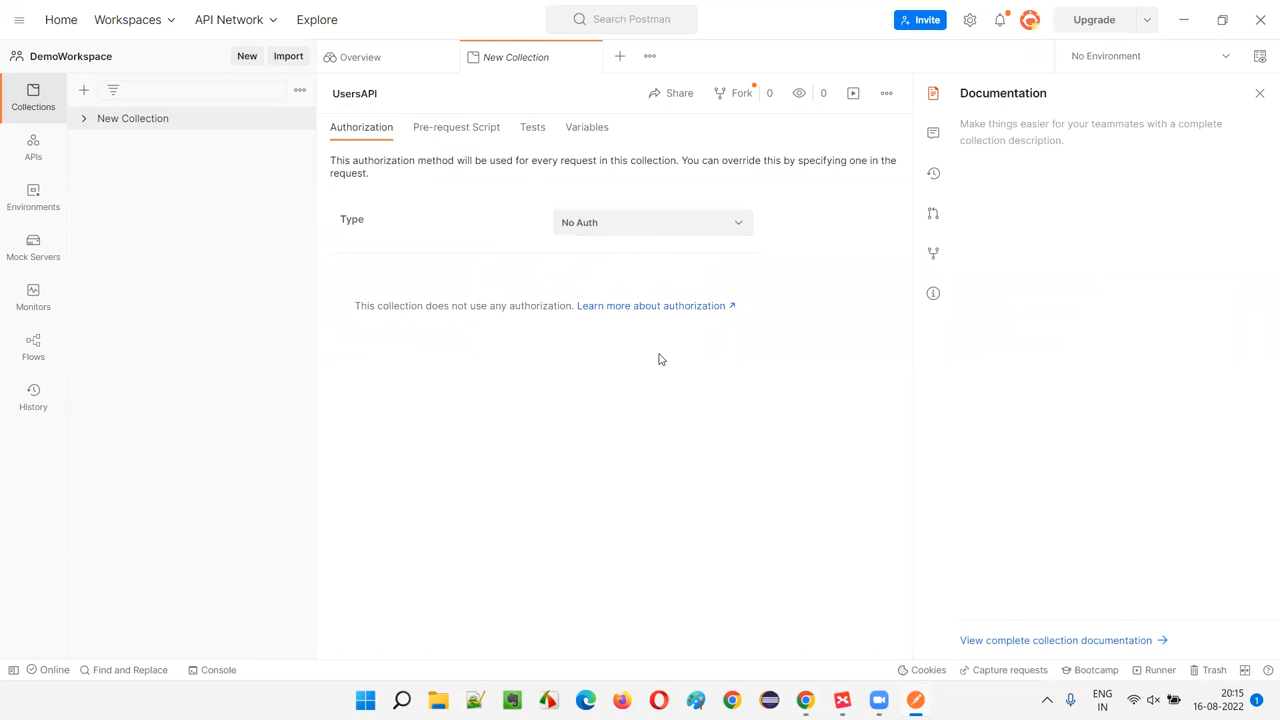 Home
Workspaces
API Network
Explore
Search Postman
Invite
Upgrade
DemoWorkspace
New
Import
Overview
New Collection
No Environment
Collections
APIs
Environments
Mock Servers
Monitors
Flows
History
New Collection
UsersAPI
Share
Fork
0
0
Authorization
Pre-request Script
Tests
Variables
This authorization method will be used for every request in this collection. You can override this by specifying one in the
request.
Type
No Auth
This collection does not use any authorization. Learn more about authorization
Documentation
Make things easier for your teammates with a complete
collection description.
View complete collection documentation
Online
Find and Replace
Console
Cookies
Capture requests
Bootcamp
Runner
Trash
ENG
IN
20:15
16-08-2022
1